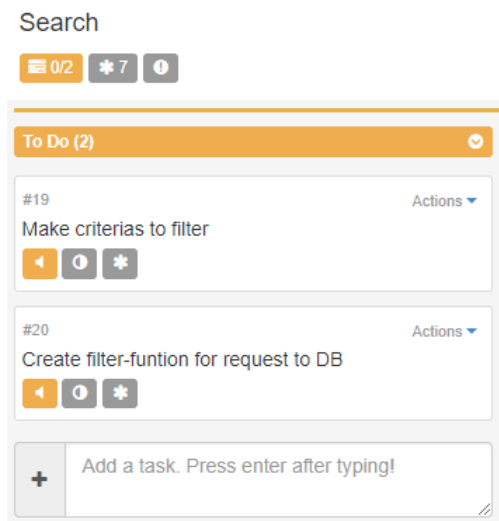 Search
0/2 7
To Do (2)
#19 Actions
Make criterias to filter
#20 Actions
Create filter-funtion for request to DB
Add a task. Press enter after typing!